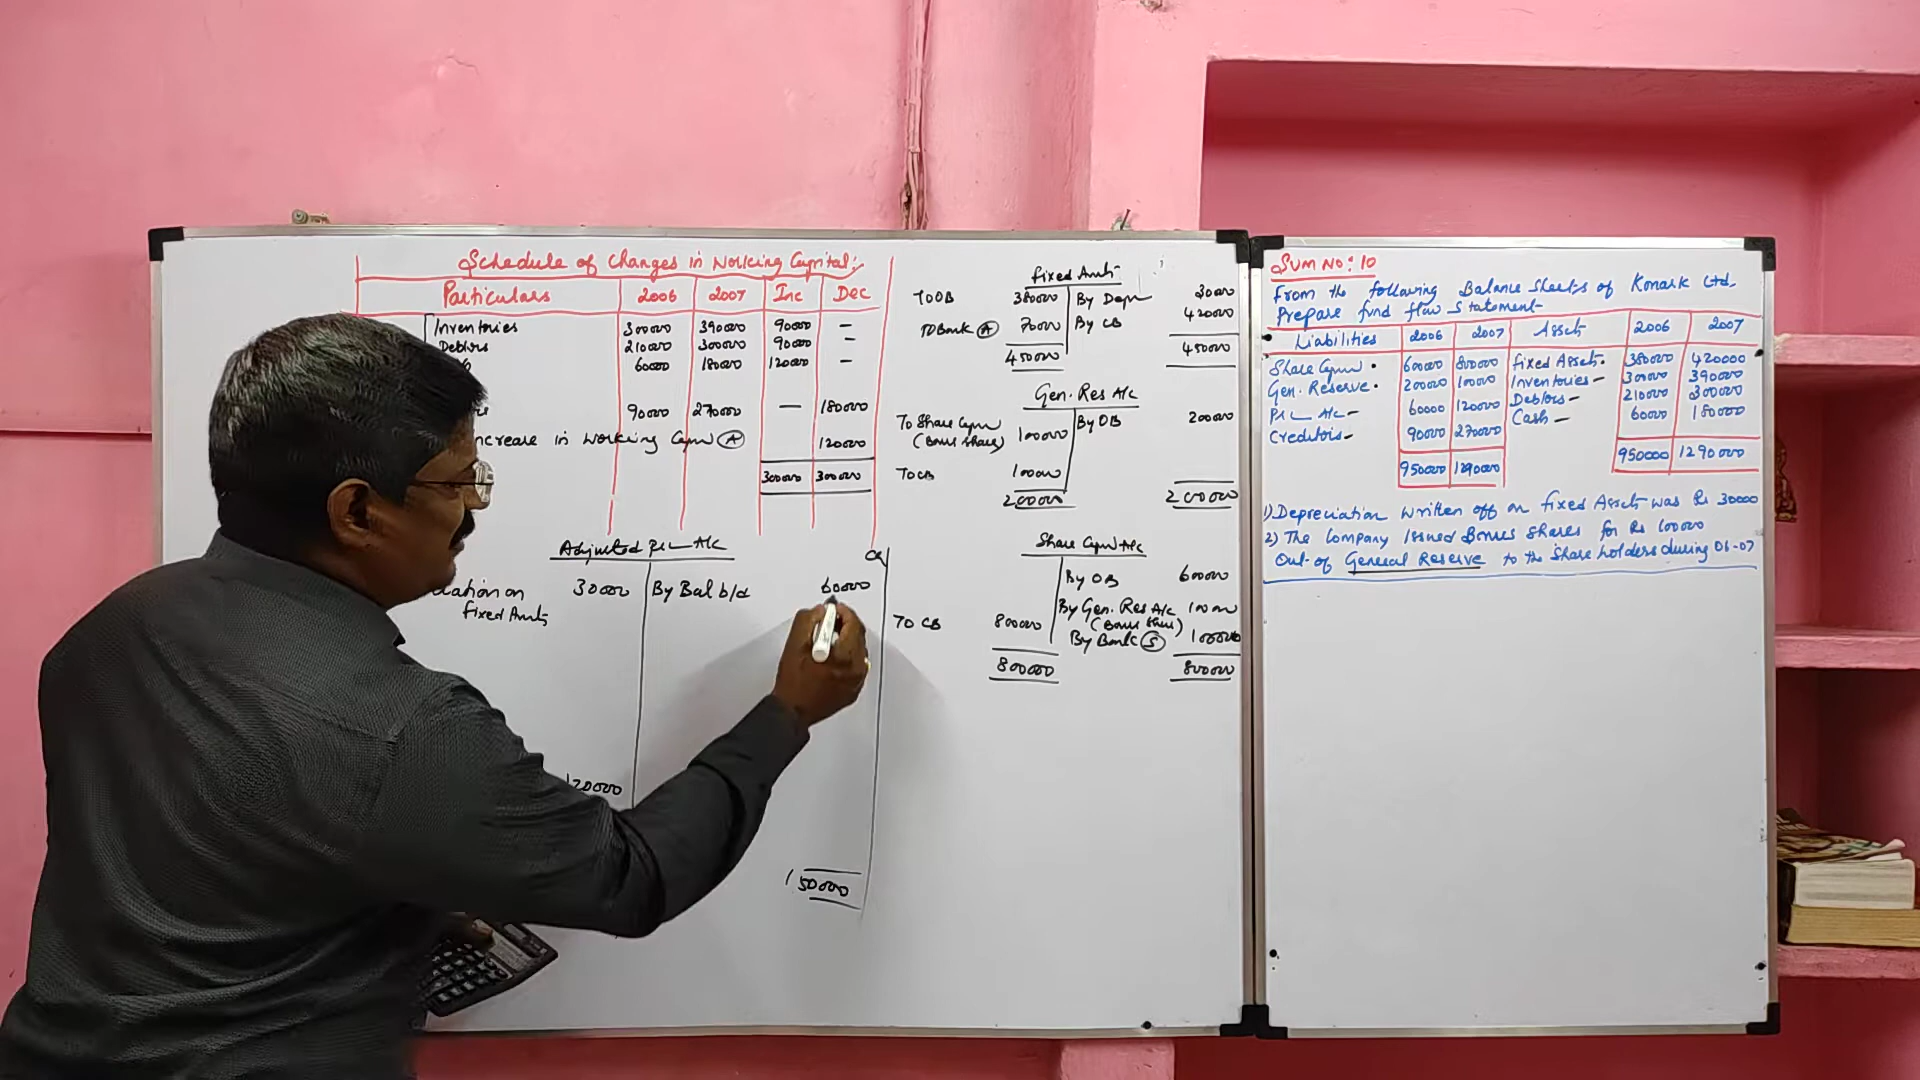 Schedule of Changes in Working Capital:-
Particulars 2006 2007 Inc Dec
Inventories 300000 390000 90000 -
Debtors 210000 300000 90000 -
60000 180000 120000 -
90000 270000 - 180000
ncrease in Working (A) 120000
300000 300000
Adjusted P&L A/c Cr
ciation on 30000 By Bal b/d 60000
fixed
120000
150000
fixed
To OB 380000 By Depn 30000
To Bank (A) 70000 By CB 420000
450000 450000
Gen. Res A/c
To Share By OB 200000
(Bonus share) 100000
To CB 100000
200000 200000
Share A/c
By OB 600000
By Gen. Res A/c 100000
(Bonus share)
To CB 800000 By Bank (S) 100000
800000 800000
SUM NO: 10
From the following Balance Sheets of Konark Ltd.
Prepare fund flow Statement-
Liabilities 2006 2007 Assets 2006 2007
Share 600000 800000 Fixed Assets. 380000 420000
Gen. Reserve. 200000 100000 Inventories - 300000 390000
P&L A/c - 60000 120000 Debtors - 210000 300000
Creditors - 90000 270000 Cash - 60000 180000
950000 1290000 950000 1290000
1) Depreciation written off on fixed Assets was Rs 30000
2) The Company Issued Bonus Shares for Rs 100000
Out of General Reserve to the Share holders during 06-07